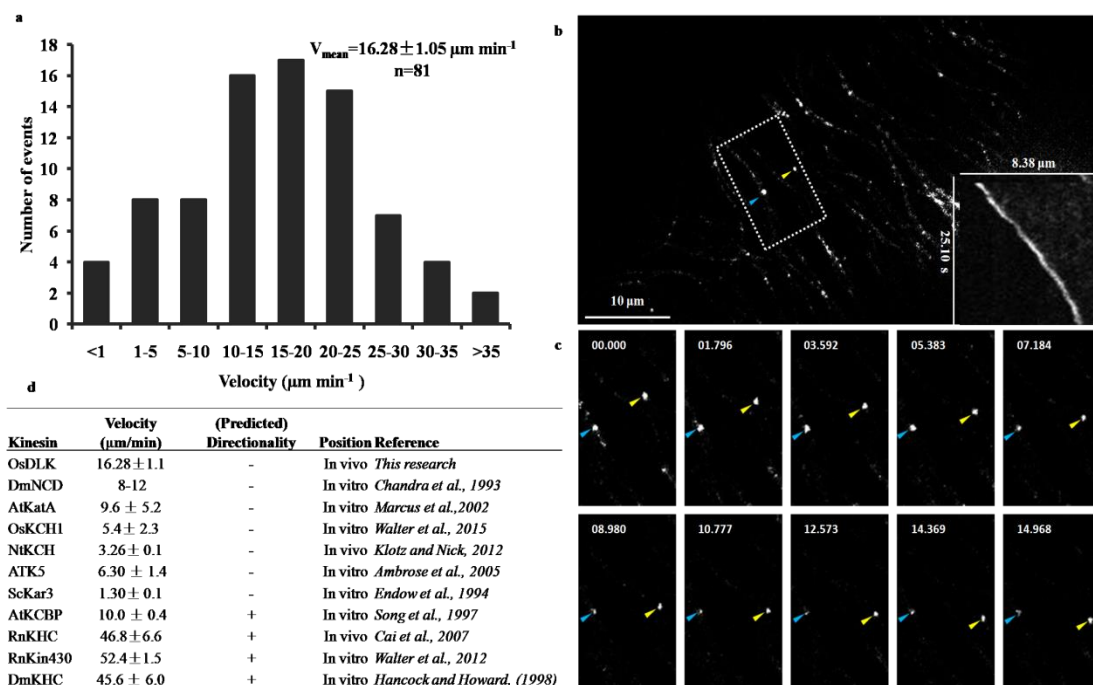 a
V_mean=16.28±1.05 μm min⁻¹
n=81
Number of events
18
16
14
12
10
8
6
4
2
0
<1 1-5 5-10 10-15 15-20 20-25 25-30 30-35 >35
Velocity (μm min⁻¹ )
b
8.38 μm
25.10 s
10 μm
c
00.000 01.796 03.592 05.383 07.184
08.980 10.777 12.573 14.369 14.968
d
Velocity (Predicted)
Kinesin (μm/min) Directionality Position Reference
OsDLK 16.28±1.1 - In vivo This research
DmNCD 8-12 - In vitro Chandra et al., 1993
AtKatA 9.6 ± 5.2 - In vitro Marcus et al.,2002
OsKCH1 5.4± 2.3 - In vitro Walter et al., 2015
NtKCH 3.26± 0.1 - In vivo Klotz and Nick, 2012
ATK5 6.30 ± 1.4 - In vitro Ambrose et al., 2005
ScKar3 1.30± 0.1 - In vitro Endow et al., 1994
AtKCBP 10.0 ± 0.4 + In vitro Song et al., 1997
RnKHC 46.8±6.6 + In vivo Cai et al., 2007
RnKin430 52.4±1.5 + In vitro Walter et al., 2012
DmKHC 45.6 ± 6.0 + In vitro Hancock and Howard, (1998)